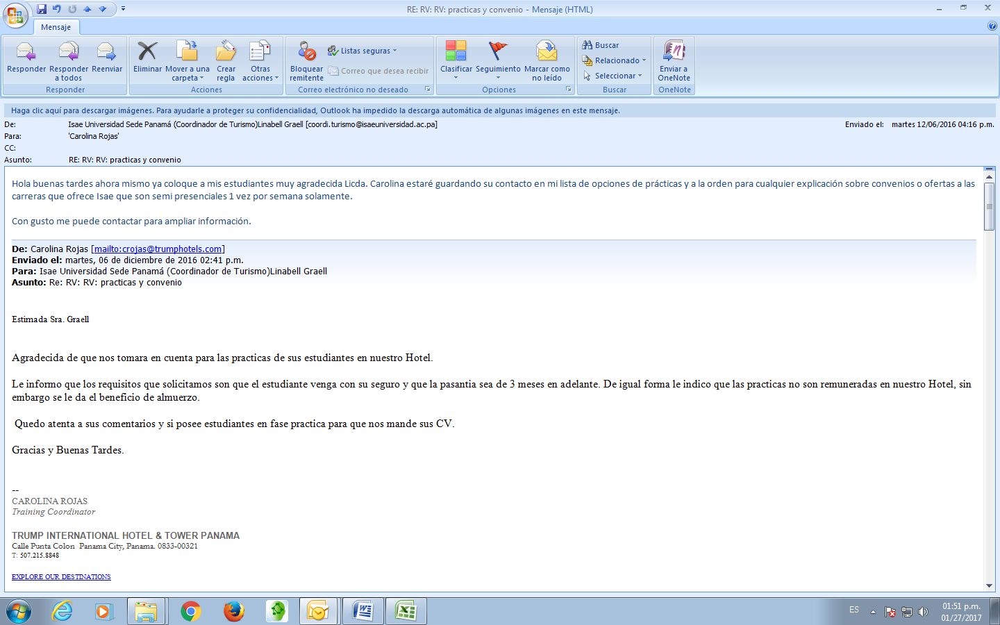 RE: RV: RV: practicas y convenio - Mensaje (HTML)
Mensaje
Responder
Responder a todos
Reenviar
Responder
Eliminar
Mover a una carpeta
Crear regla
Otras acciones
Acciones
Bloquear remitente
Listas seguras
Correo que desea recibir
Correo electrónico no deseado
Clasificar
Seguimiento
Marcar como no leído
Opciones
Buscar
Relacionado
Seleccionar
Buscar
Enviar a OneNote
OneNote
Haga clic aquí para descargar imágenes. Para ayudarle a proteger su confidencialidad, Outlook ha impedido la descarga automática de algunas imágenes en este mensaje.
De: Isae Universidad Sede Panamá (Coordinador de Turismo)Linabell Graell [coordi.turismo@isaeuniversidad.ac.pa] Enviado el: martes 12/06/2016 04:16 p.m.
Para: 'Carolina Rojas'
CC:
Asunto: RE: RV: RV: practicas y convenio
Hola buenas tardes ahora mismo ya coloque a mis estudiantes muy agradecida Licda. Carolina estaré guardando su contacto en mi lista de opciones de prácticas y a la orden para cualquier explicación sobre convenios o ofertas a las
carreras que ofrece Isae que son semi presenciales 1 vez por semana solamente.
Con gusto me puede contactar para ampliar información.
De: Carolina Rojas [mailto:crojas@trumphotels.com]
Enviado el: martes, 06 de diciembre de 2016 02:41 p.m.
Para: Isae Universidad Sede Panamá (Coordinador de Turismo)Linabell Graell
Asunto: Re: RV: RV: practicas y convenio
Estimada Sra. Graell
Agradecida de que nos tomara en cuenta para las practicas de sus estudiantes en nuestro Hotel.
Le informo que los requisitos que solicitamos son que el estudiante venga con su seguro y que la pasantia sea de 3 meses en adelante. De igual forma le indico que las practicas no son remuneradas en nuestro Hotel, sin
embargo se le da el beneficio de almuerzo.
Quedo atenta a sus comentarios y si posee estudiantes en fase practica para que nos mande sus CV.
Gracias y Buenas Tardes.
--
CAROLINA ROJAS
Training Coordinator
TRUMP INTERNATIONAL HOTEL & TOWER PANAMA
Calle Punta Colon Panama City, Panama. 0833-00321
T: 507.215.8848
EXPLORE OUR DESTINATIONS
ES
01:51 p.m.
01/27/2017